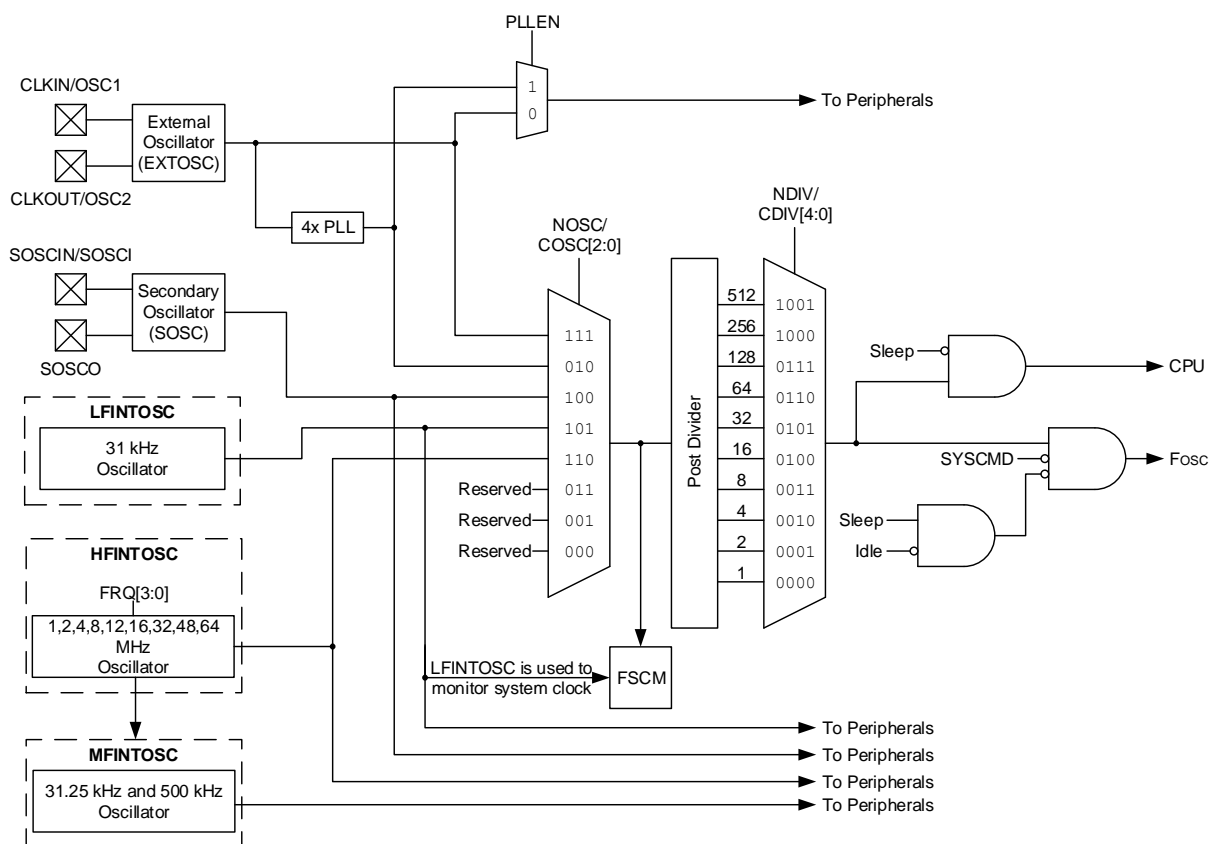 PLLEN
CLKIN/OSC1
1
To Peripherals
0
External
Oscillator
(EXTOSC)
CLKOUT/OSC2
4x PLL
NOSC/
COSC[2:0]
NDIV/
CDIV[4:0]
SOSCIN/SOSCI
Secondary
Oscillator
(SOSC)
SOSCO
LFINTOSC
31 kHz
Oscillator
HFINTOSC
FRQ[3:0]
1,2,4,8,12,16,32,48,64
MHz
Oscillator
MFINTOSC
31.25 kHz and 500 kHz
Oscillator
111
010
100
101
110
Reserved 011
Reserved 001
Reserved 000
LFINTOSC is used to
monitor system clock
FSCM
Post Divider
512 1001
256 1000
128 0111
64 0110
32 0101
16 0100
8 0011
4 0010
2 0001
1 0000
Sleep
CPU
SYSCMD
Fosc
Sleep
Idle
To Peripherals
To Peripherals
To Peripherals
To Peripherals